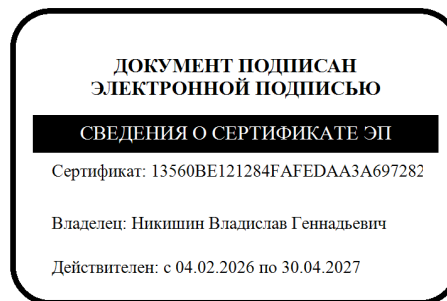 ДОКУМЕНТ ПОДПИСАН
ЭЛЕКТРОННОЙ ПОДПИСЬЮ
СВЕДЕНИЯ О СЕРТИФИКАТЕ ЭП
Сертификат: 13560BE121284FAFEDAA3A697282
Владелец: Никишин Владислав Геннадьевич
Действителен: с 04.02.2026 по 30.04.2027